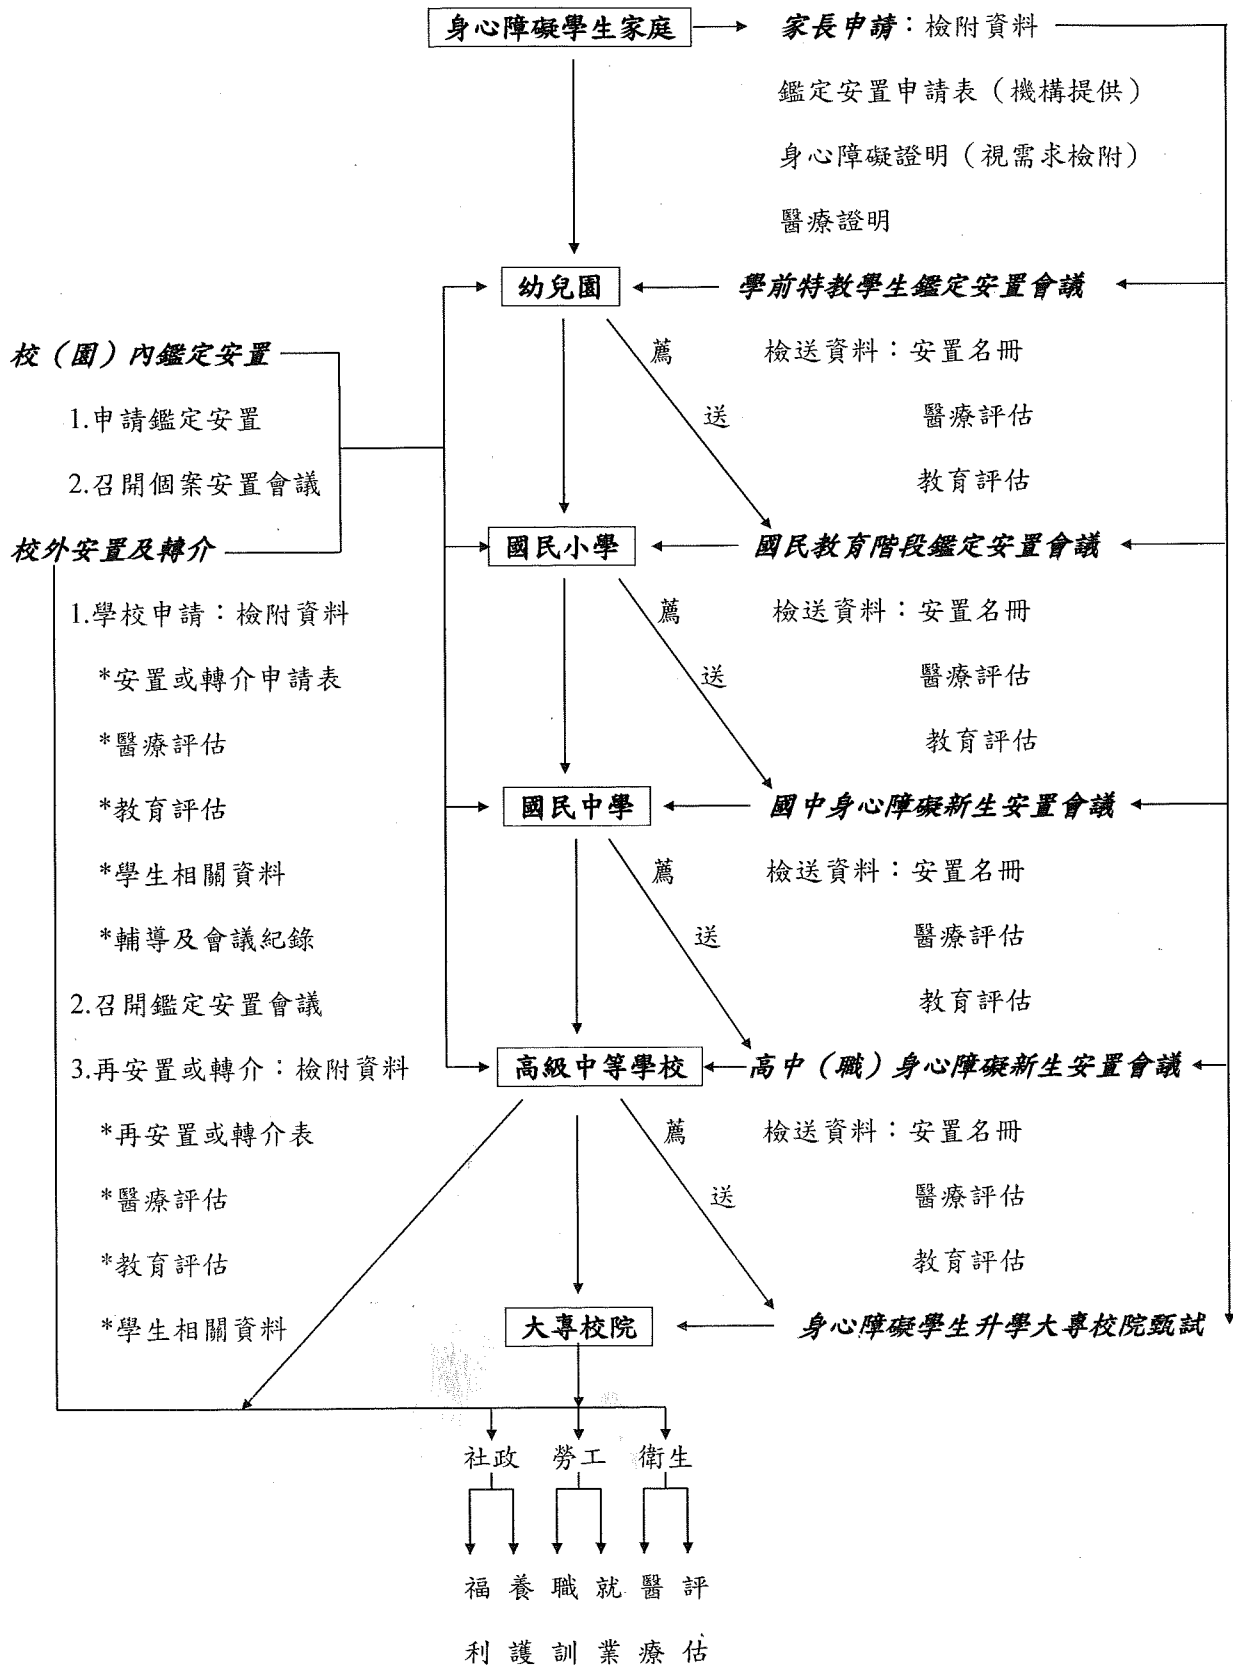 身心障礙學生家庭
家長申請：檢附資料
鑑定安置申請表（機構提供）
身心障礙證明（視需求檢附）
醫療證明
幼兒園
學前特教學生鑑定安置會議
校（園）內鑑定安置
薦
檢送資料：安置名冊
1.申請鑑定安置
送
醫療評估
2.召開個案安置會議
教育評估
校外安置及轉介
國民小學
國民教育階段鑑定安置會議
1.學校申請：檢附資料
薦
檢送資料：安置名冊
*安置或轉介申請表
送
醫療評估
*醫療評估
教育評估
*教育評估
國民中學
國中身心障礙新生安置會議
*學生相關資料
薦
檢送資料：安置名冊
*輔導及會議紀錄
送
醫療評估
2.召開鑑定安置會議
教育評估
3.再安置或轉介：檢附資料
高級中等學校
高中（職）身心障礙新生安置會議
*再安置或轉介表
薦
檢送資料：安置名冊
*醫療評估
送
醫療評估
*教育評估
教育評估
*學生相關資料
大專校院
身心障礙學生升學大專校院甄試
社政
勞工
衛生
福利
養護
職訓
就業
醫療
評估